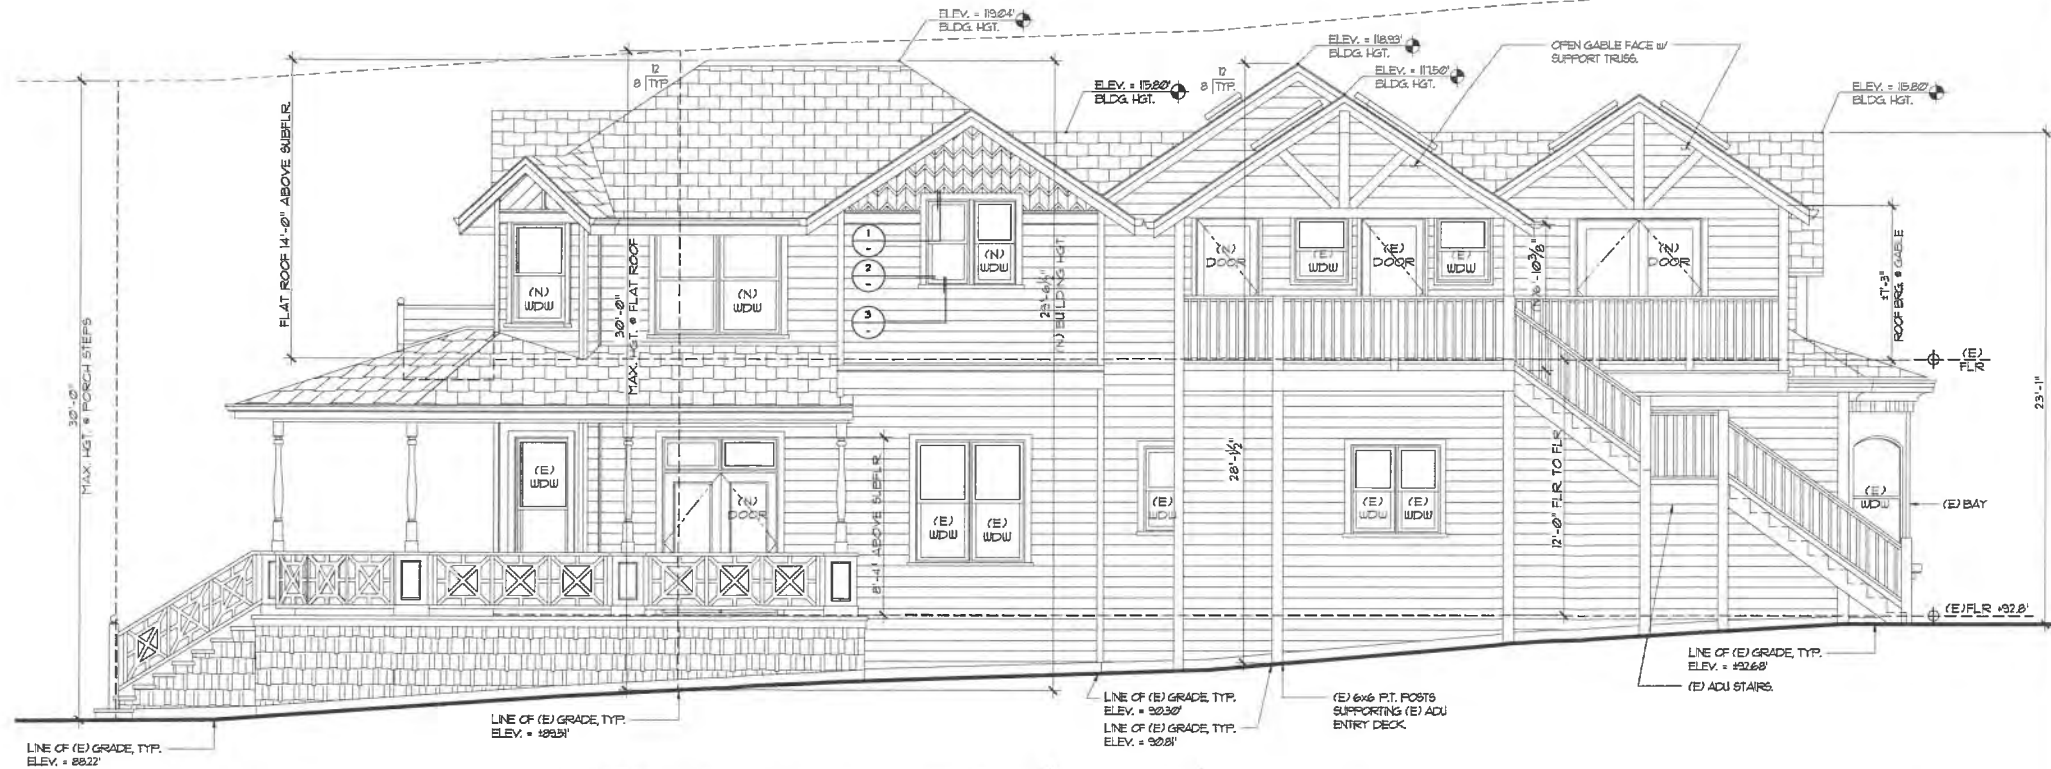 ELEV. = 119.04'
BLDG. HGT.
ELEV. = 118.93'
BLDG. HGT.
OPEN GABLE FACE w/
SUPPORT TRUSS.
12
8 TYP.
ELEV. = 115.80'
BLDG. HGT.
12
8 TYP.
ELEV. = 117.50'
BLDG. HGT.
ELEV. = 115.80'
BLDG. HGT.
FLAT ROOF 14'-0" ABOVE SUBFLR.
30'-0"
MAX. HGT. @ FLAT ROOF
1
-
2
-
3
-
(N)
WDW
(N)
WDW
(N)
WDW
(N)
DOOR
(E)
WDW
(E)
DOOR
(E)
WDW
(N)
DOOR
(N) BUILDING HGT
±7'-3"
ROOF BRG. @ GABLE
30'-0"
MAX. HGT. @ PORCH STEPS
(E)
FLR
23'-1"
28'-1½"
12'-0" FLR TO FLR
8'-4" ABOVE SUBFLR.
(E)
WDW
(N)
DOOR
(E)
WDW
(E)
WDW
(E)
WDW
(E)
WDW
(E)
WDW
(E)
WDW
(E) BAY
(E) FLR +92.8'
LINE OF (E) GRADE, TYP.
ELEV. = 88.22'
LINE OF (E) GRADE, TYP.
ELEV. = ±89.51'
LINE OF (E) GRADE, TYP.
ELEV. = 90.30'
LINE OF (E) GRADE, TYP.
ELEV. = 90.81'
(E) 6x6 P.T. POSTS
SUPPORTING (E) ADU
ENTRY DECK.
LINE OF (E) GRADE, TYP.
ELEV. = ±92.68'
(E) ADU STAIRS.